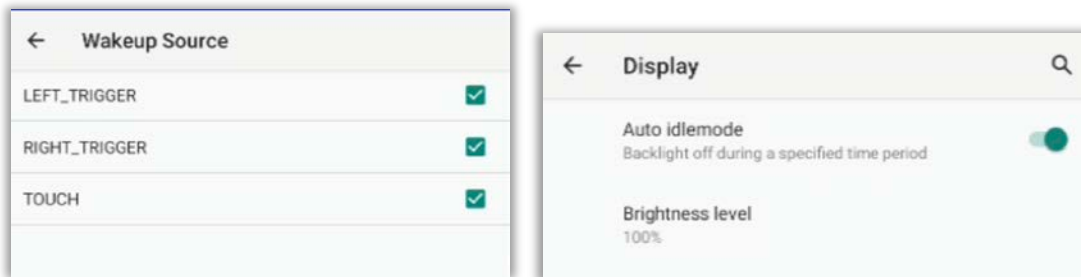 Wakeup Source
LEFT_TRIGGER
RIGHT_TRIGGER
TOUCH
Display
Auto idlemode
Backlight off during a specified time period
Brightness level
100%